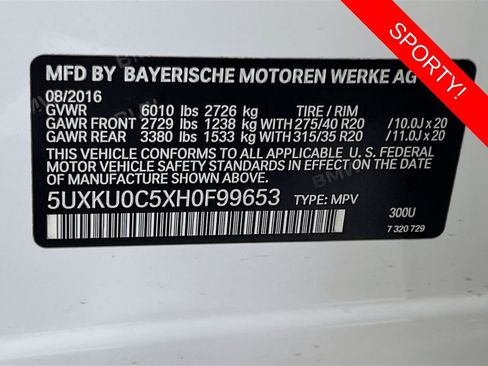 SPORTY!
MFD BY BAYERISCHE MOTOREN WERKE AG
08/2016
GVWR 6010 lbs 2726 kg TIRE / RIM
GAWR FRONT 2729 lbs 1238 kg WITH 275/40 R20 /10.0J x 20
GAWR REAR 3380 lbs 1533 kg WITH 315/35 R20 /11.0J x 20
THIS VEHICLE CONFORMS TO ALL APPLICABLE U. S. FEDERAL
MOTOR VEHICLE SAFETY STANDARDS IN EFFECT ON THE DATE
OF MANUFACTURE SHOWN ABOVE.
5UXKU0C5XH0F99653 TYPE: MPV
300U
7 320 729